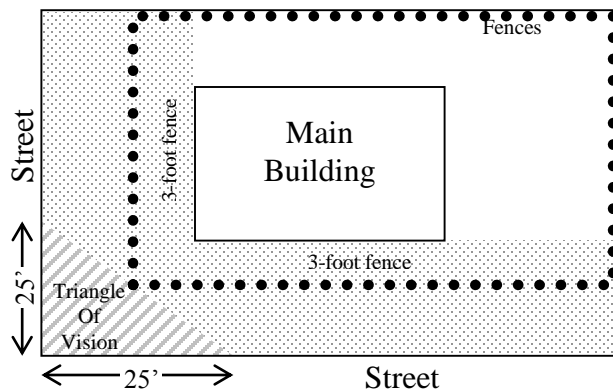 Fences
Street
3-foot fence
Main
Building
3-foot fence
25’
Triangle
Of
Vision
25’
Street